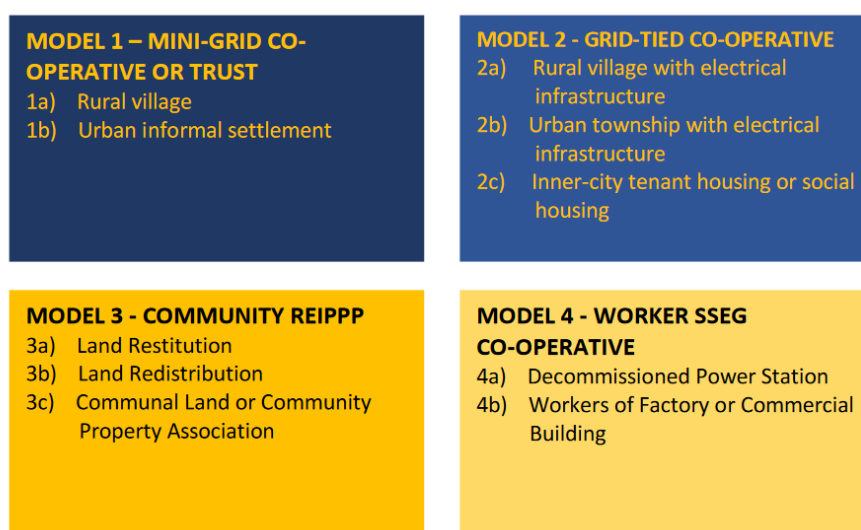 MODEL 1 – MINI-GRID CO-
OPERATIVE OR TRUST
1a) Rural village
1b) Urban informal settlement
MODEL 2 - GRID-TIED CO-OPERATIVE
2a) Rural village with electrical
infrastructure
2b) Urban township with electrical
infrastructure
2c) Inner-city tenant housing or social
housing
MODEL 3 - COMMUNITY REIPPP
3a) Land Restitution
3b) Land Redistribution
3c) Communal Land or Community
Property Association
MODEL 4 - WORKER SSEG
CO-OPERATIVE
4a) Decommissioned Power Station
4b) Workers of Factory or Commercial
Building